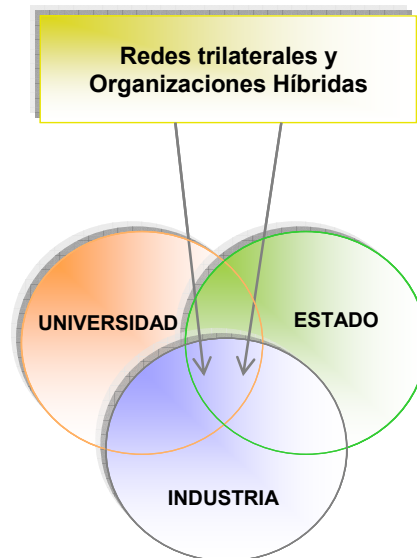 Redes trilaterales y
Organizaciones Híbridas
UNIVERSIDAD
ESTADO
INDUSTRIA